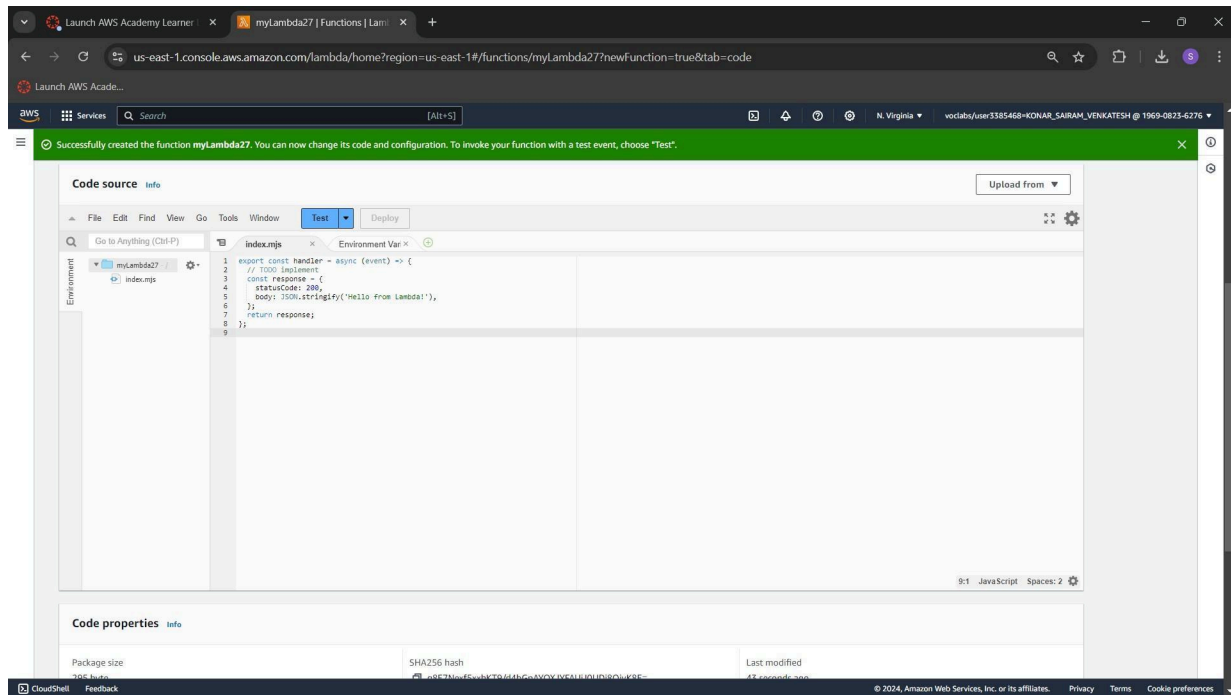 Launch AWS Academy Learner
myLambda27 | Functions | Lam
us-east-1.console.aws.amazon.com/lambda/home?region=us-east-1#/functions/myLambda27?newFunction=true&tab=code
S
Launch AWS Acade...
aws
Services
Search
[Alt+S]
N. Virginia
voclabs/user3385468=KONAR_SAIRAM_VENKATESH @ 1969-0823-6276
Successfully created the function myLambda27. You can now change its code and configuration. To invoke your function with a test event, choose "Test".
Code source Info
Upload from
File Edit Find View Go Tools Window Test Deploy
Go to Anything (Ctrl-P)
index.mjs
Environment Var
Environment
myLambda27 - /
index.mjs
1 export const handler = async (event) => {
2 // TODO implement
3 const response = {
4 statusCode: 200,
5 body: JSON.stringify('Hello from Lambda!'),
6 };
7 return response;
8 };
9
9:1 JavaScript Spaces: 2
Code properties Info
Package size
SHA256 hash
Last modified
295 byte
43 seconds ago
CloudShell Feedback
© 2024, Amazon Web Services, Inc. or its affiliates. Privacy Terms Cookie preferences